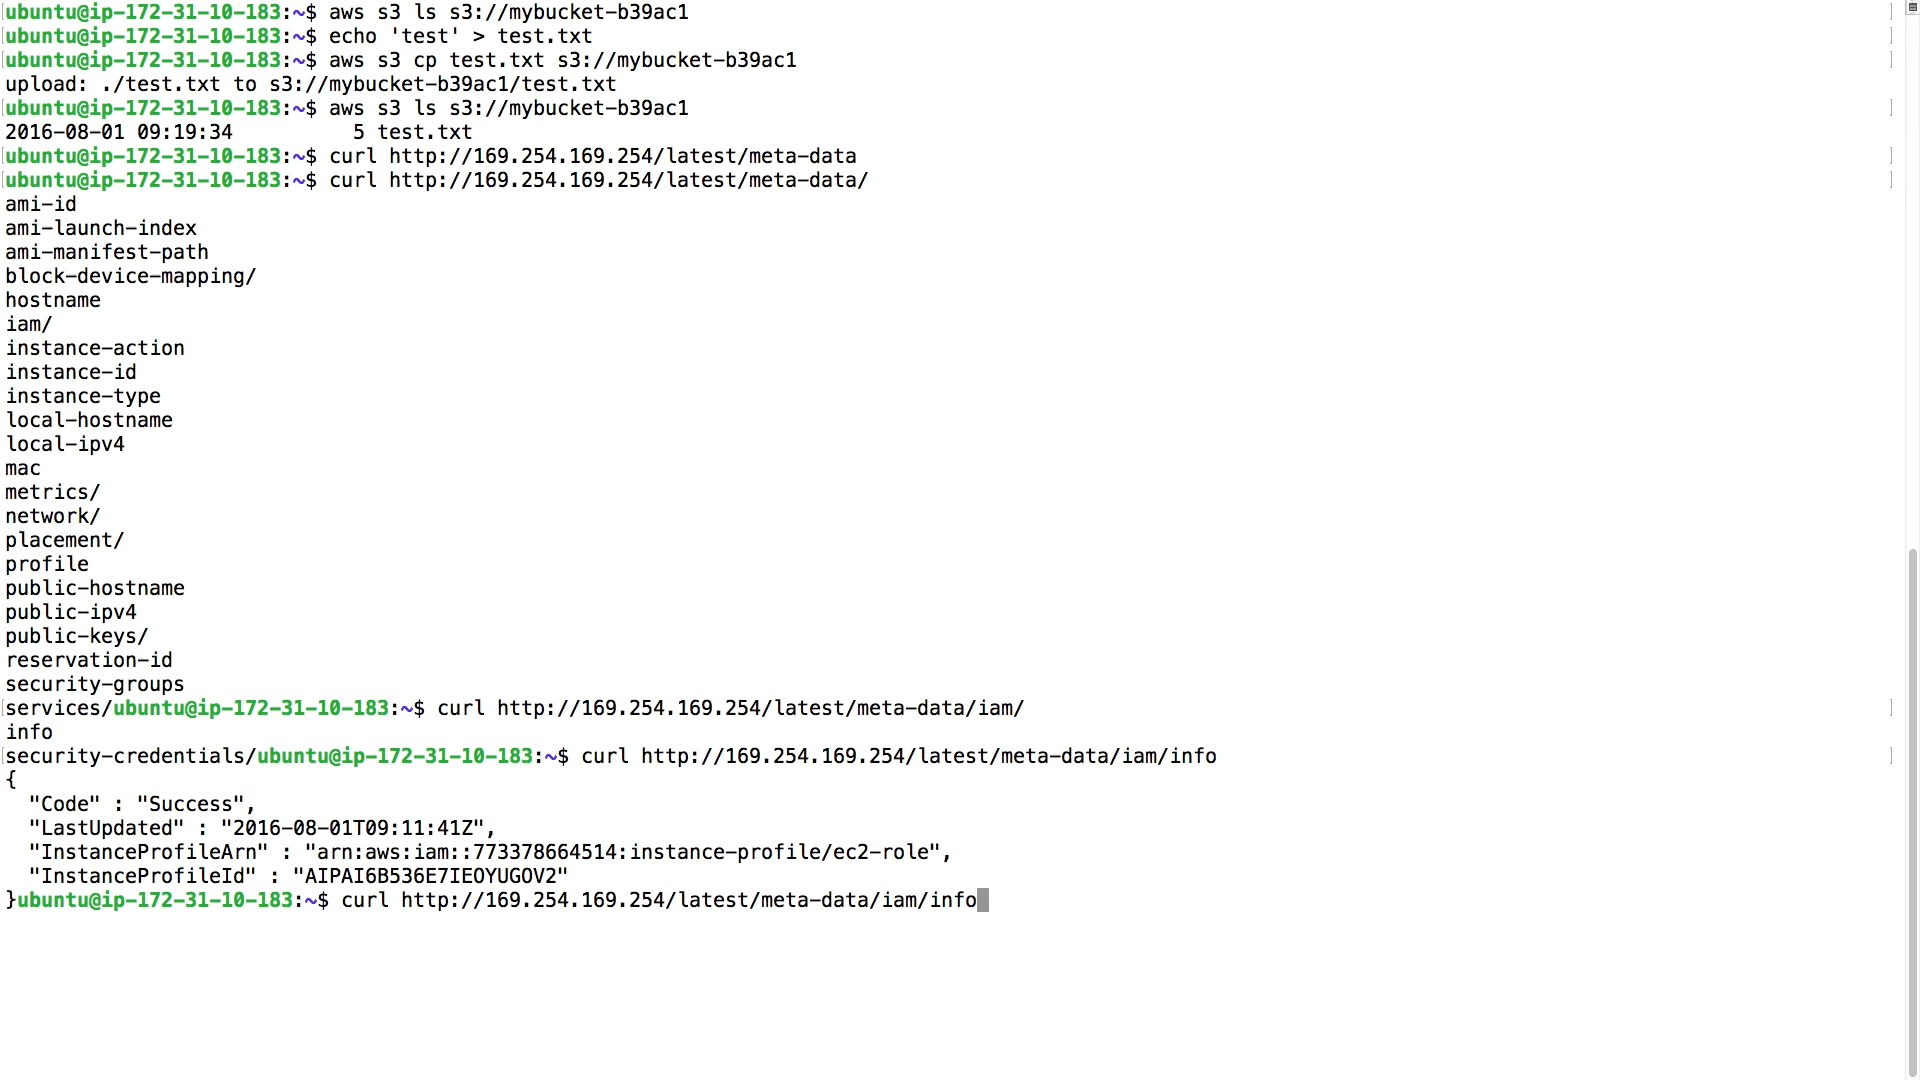 ubuntu@ip-172-31-10-183:~$ aws s3 ls s3://mybucket-b39ac1
ubuntu@ip-172-31-10-183:~$ echo 'test' > test.txt
ubuntu@ip-172-31-10-183:~$ aws s3 cp test.txt s3://mybucket-b39ac1
upload: ./test.txt to s3://mybucket-b39ac1/test.txt
ubuntu@ip-172-31-10-183:~$ aws s3 ls s3://mybucket-b39ac1
2016-08-01 09:19:34          5 test.txt
ubuntu@ip-172-31-10-183:~$ curl http://169.254.169.254/latest/meta-data
ubuntu@ip-172-31-10-183:~$ curl http://169.254.169.254/latest/meta-data/
ami-id
ami-launch-index
ami-manifest-path
block-device-mapping/
hostname
iam/
instance-action
instance-id
instance-type
local-hostname
local-ipv4
mac
metrics/
network/
placement/
profile
public-hostname
public-ipv4
public-keys/
reservation-id
security-groups
services/ubuntu@ip-172-31-10-183:~$ curl http://169.254.169.254/latest/meta-data/iam/
info
security-credentials/ubuntu@ip-172-31-10-183:~$ curl http://169.254.169.254/latest/meta-data/iam/info
{
  "Code" : "Success",
  "LastUpdated" : "2016-08-01T09:11:41Z",
  "InstanceProfileArn" : "arn:aws:iam::773378664514:instance-profile/ec2-role",
  "InstanceProfileId" : "AIPAI6B536E7IEOYUGOV2"
}ubuntu@ip-172-31-10-183:~$ curl http://169.254.169.254/latest/meta-data/iam/info